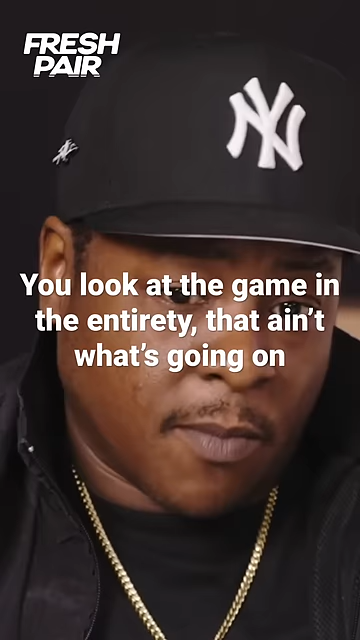 FRESH
PAIR
NY
You look at the game in
the entirety, that ain't
what's going on